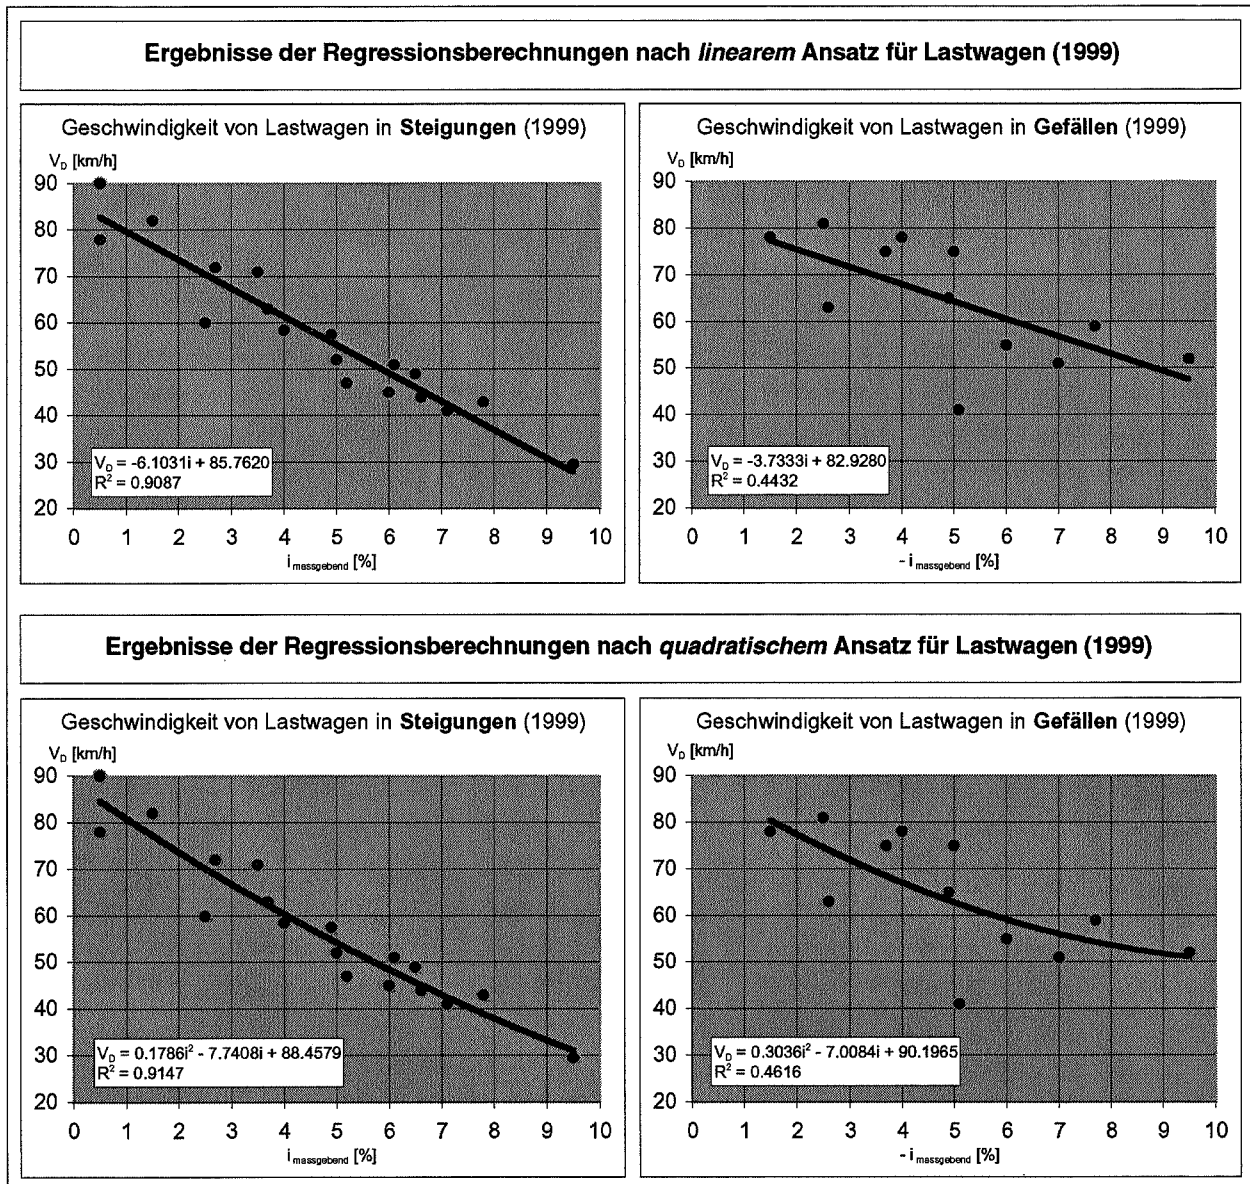 Ergebnisse der Regressionsberechnungen nach linearem Ansatz für Lastwagen (1999)
Geschwindigkeit von Lastwagen in Steigungen (1999)
V_D [km/h]
90
80
70
60
50
40
30
20
V_D = -6.1031i + 85.7620
R² = 0.9087
0 1 2 3 4 5 6 7 8 9 10
i massgebend [%]
Geschwindigkeit von Lastwagen in Gefällen (1999)
V_D [km/h]
90
80
70
60
50
40
30
20
V_D = -3.7333i + 82.9280
R² = 0.4432
0 1 2 3 4 5 6 7 8 9 10
- i massgebend [%]
Ergebnisse der Regressionsberechnungen nach quadratischem Ansatz für Lastwagen (1999)
Geschwindigkeit von Lastwagen in Steigungen (1999)
V_D [km/h]
90
80
70
60
50
40
30
20
V_D = 0.1786i² - 7.7408i + 88.4579
R² = 0.9147
0 1 2 3 4 5 6 7 8 9 10
i massgebend [%]
Geschwindigkeit von Lastwagen in Gefällen (1999)
V_D [km/h]
90
80
70
60
50
40
30
20
V_D = 0.3036i² - 7.0084i + 90.1965
R² = 0.4616
0 1 2 3 4 5 6 7 8 9 10
- i massgebend [%]